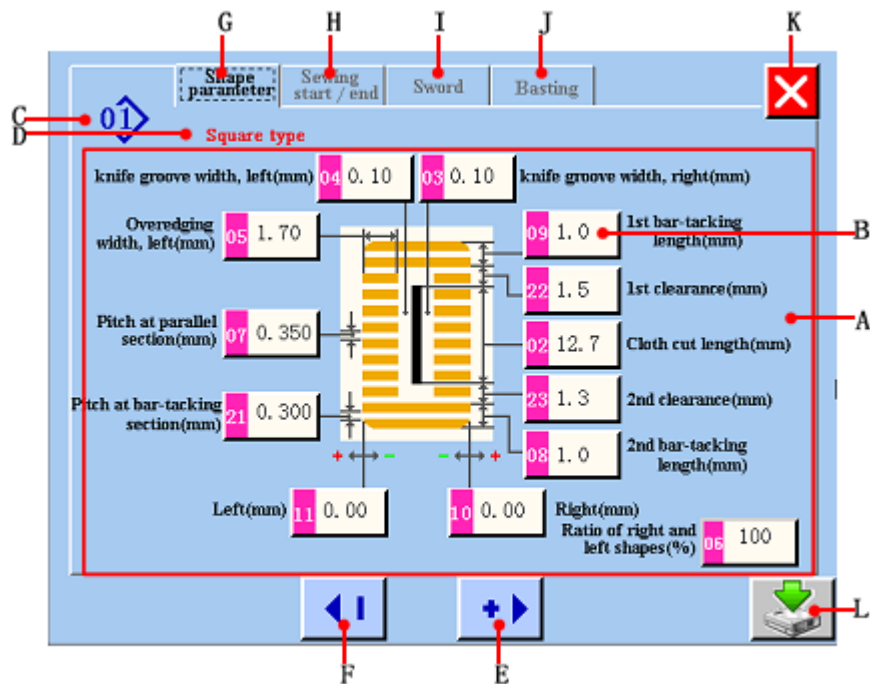 G H I J K
Shape
parameter
Sewing
start / end
Sword
Basting
C
01
D
Square type
knife groove width, left(mm) 04 0.10 03 0.10 knife groove width, right(mm)
Overedging
width, left(mm) 05 1.70
09 1.0 1st bar-tacking
length(mm)
B
22 1.5 1st clearance(mm)
A
Pitch at parallel
section(mm) 07 0.350
02 12.7 Cloth cut length(mm)
Pitch at bar-tacking
section(mm) 21 0.300
23 1.3 2nd clearance(mm)
08 1.0 2nd bar-tacking
length(mm)
+ - - +
Left(mm) 11 0.00 10 0.00 Right(mm)
Ratio of right and
left shapes(%) 06 100
+
L
F E